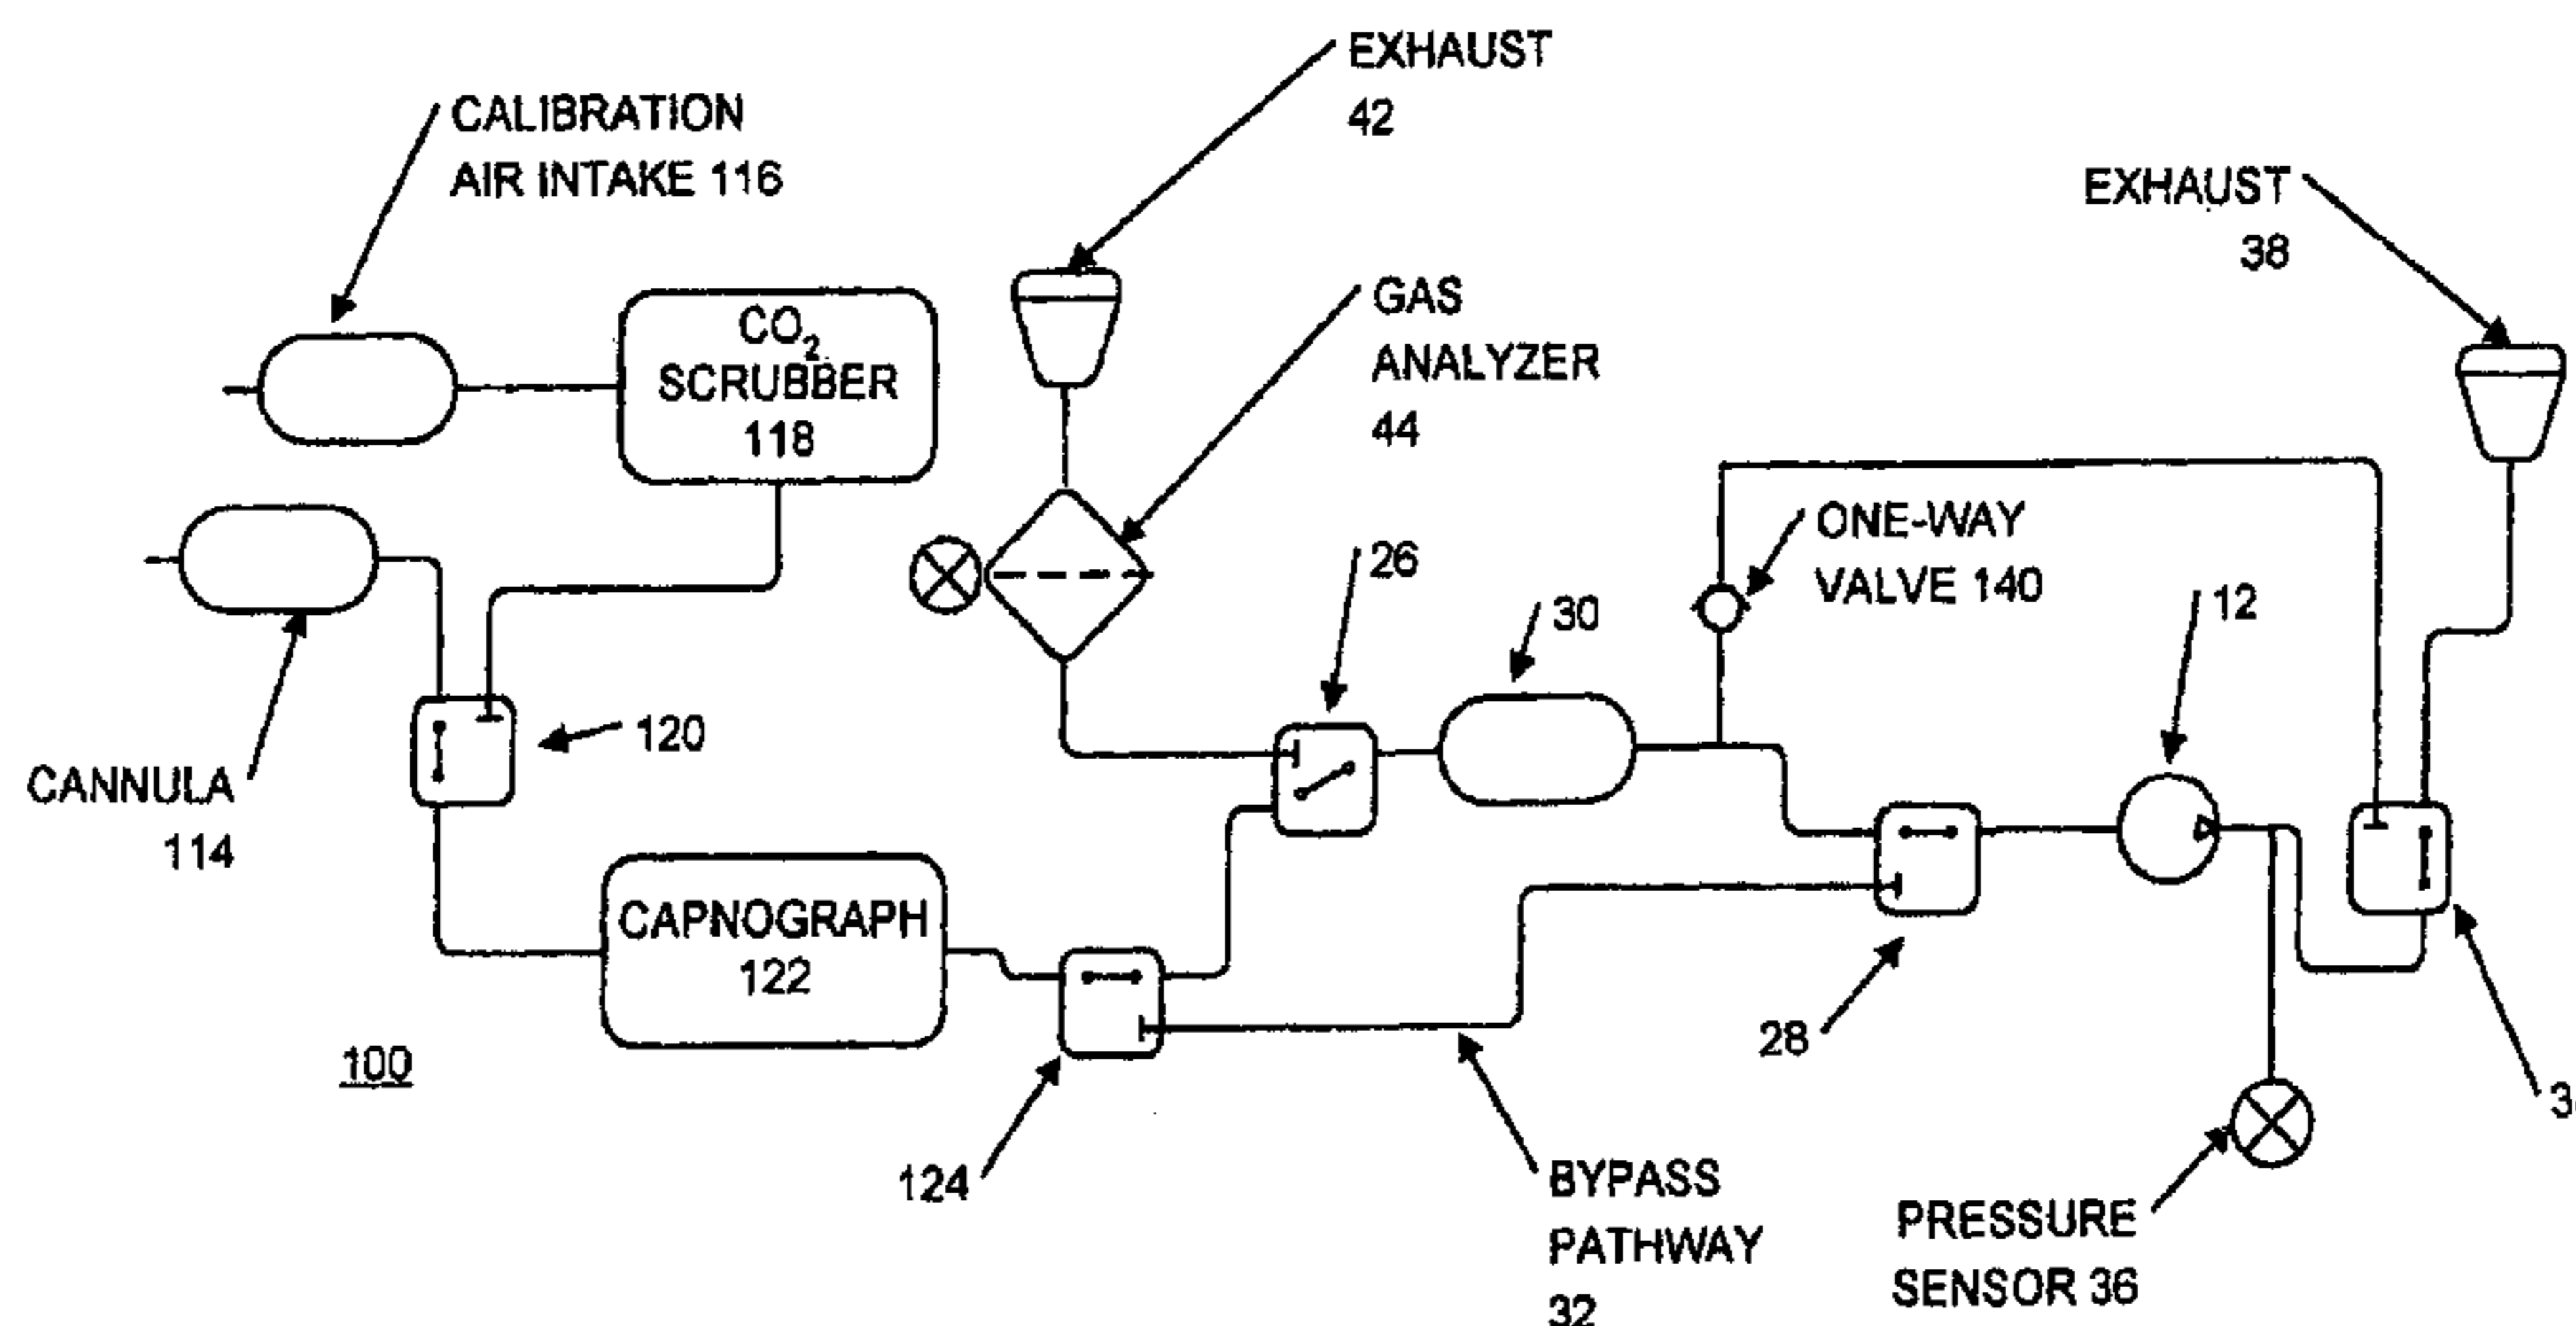 EXHAUST
42
CALIBRATION
AIR INTAKE 116
EXHAUST
38
CO₂
SCRUBBER
118
GAS
ANALYZER
44
ONE-WAY
VALVE 140
26
30
12
120
CANNULA
114
CAPNOGRAPH
122
100
124
28
BYPASS
PATHWAY
32
PRESSURE
SENSOR 36
3